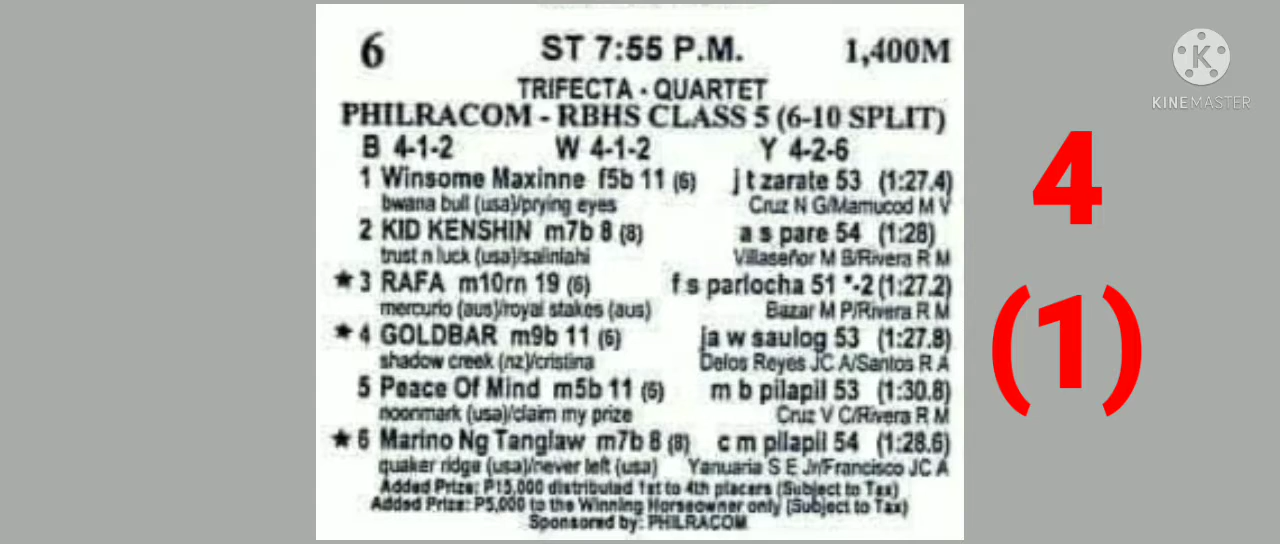 6 ST 7:55 P.M. 1,400M
TRIFECTA - QUARTET
PHILRACOM - RBHS CLASS 5 (6-10 SPLIT)
B 4-1-2 W 4-1-2 Y 4-2-6
1 Winsome Maxinne f5b 11 (6) j t zarate 53 (1:27.4)
bwana bull (usa)/prying eyes Cruz N G/Mamucod M V
2 KID KENSHIN m7b 8 (8) a s pare 54 (1:28)
trust n luck (usa)/salinlahi Villaseñor M B/Rivera R M
★ 3 RAFA m10rn 19 (6) f s parlocha 51 *-2 (1:27.2)
mercurio (aus)/royal stakes (aus) Bazar M P/Rivera R M
★ 4 GOLDBAR m9b 11 (6) ja w saulog 53 (1:27.8)
shadow creek (nz)/cristina Delos Reyes JC A/Santos R A
5 Peace Of Mind m5b 11 (6) m b pilapil 53 (1:30.8)
noonmark (usa)/claim my prize Cruz V C/Rivera R M
★ 6 Marino Ng Tanglaw m7b 8 (8) c m pilapil 54 (1:28.6)
quaker ridge (usa)/never left (usa) Yanuaria S E Jr/Francisco JC A
Added Prize: P15,000 distributed 1st to 4th placers (Subject to Tax)
Added Prize: P5,000 to the Winning Horseowner only (Subject to Tax)
Sponsored by: PHILRACOM
K
KINEMASTER
4
(1)